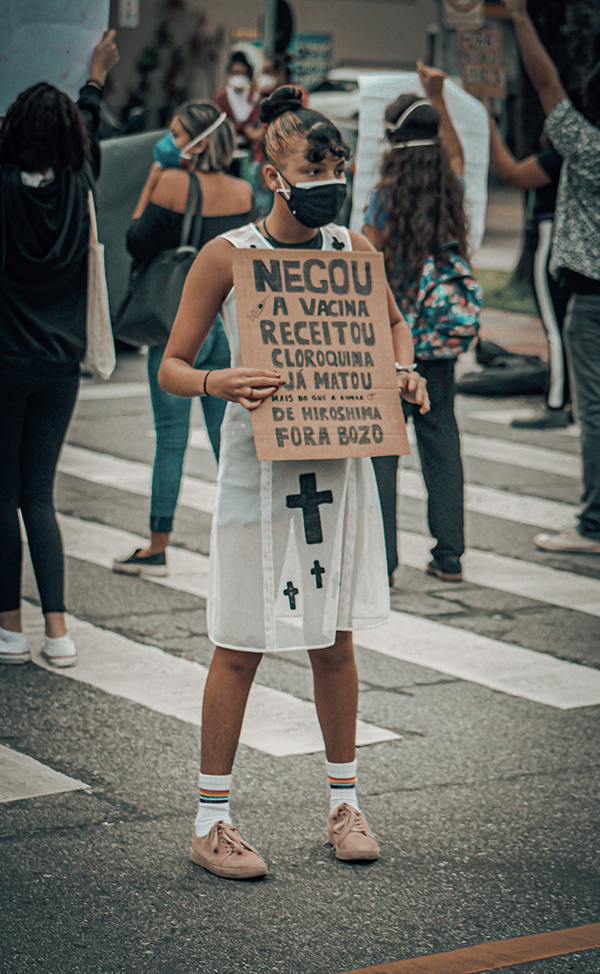 NEGOU
A VACINA
RECEITOU
CLOROQUINA
JÁ MATOU
MAIS DO QUE A BOMBA
DE HIROSHIMA
FORA BOZO